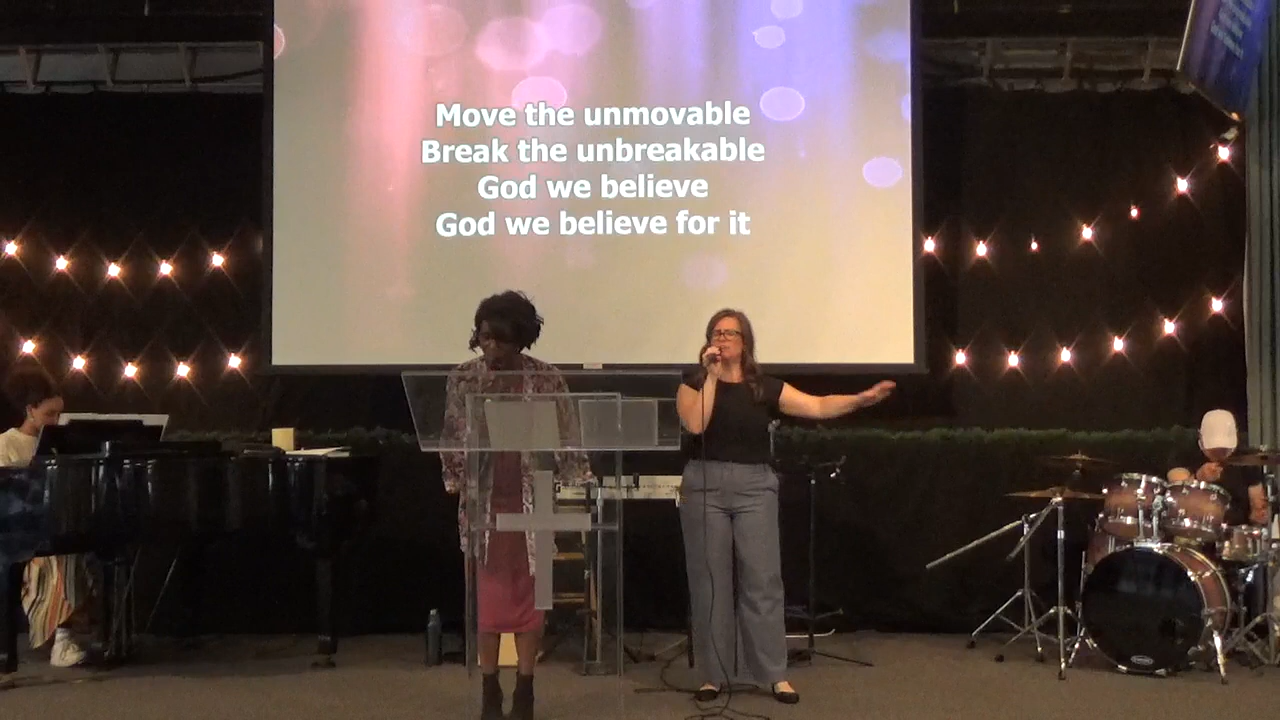 Move the unmovable
Break the unbreakable
God we believe
God we believe for it